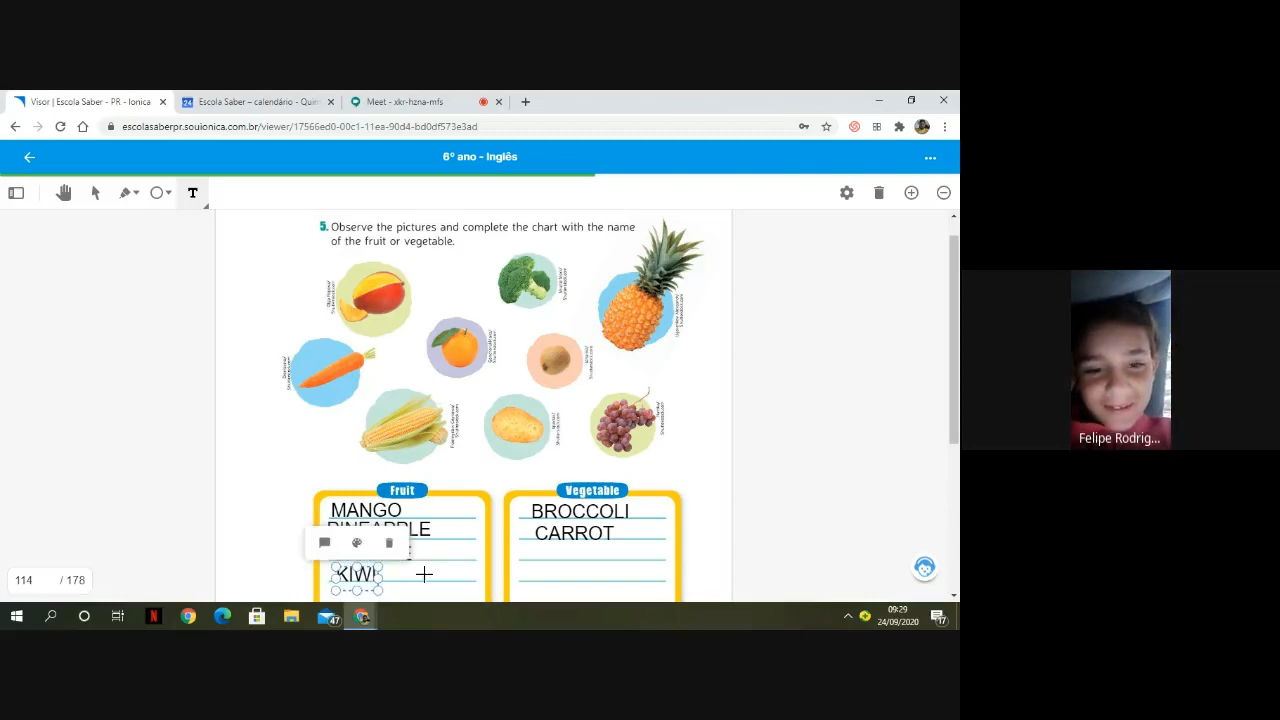 Visor | Escola Saber - PR - Ionica
Escola Saber – calendário - Quin
Meet - xkr-hzna-mfs
escolasaberpr.souionica.com.br/viewer/17566ed0-00c1-11ea-90d4-bd0df573e3ad
6º ano - Inglês
T
5. Observe the pictures and complete the chart with the name
of the fruit or vegetable.
Fruit
Vegetable
MANGO
BROCCOLI
CARROT
KIWI
114 / 178
Felipe Rodrig...
47
09:29
24/09/2020
17